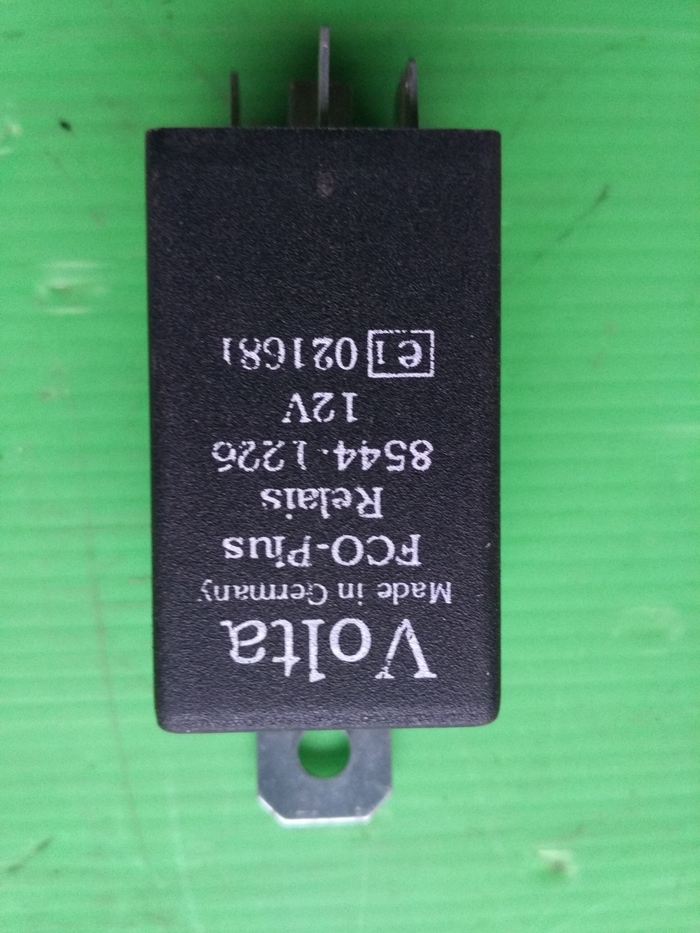 Volta
Made in Germany
FCO-Plus
Relais
8544-1226
12V
e1 021681